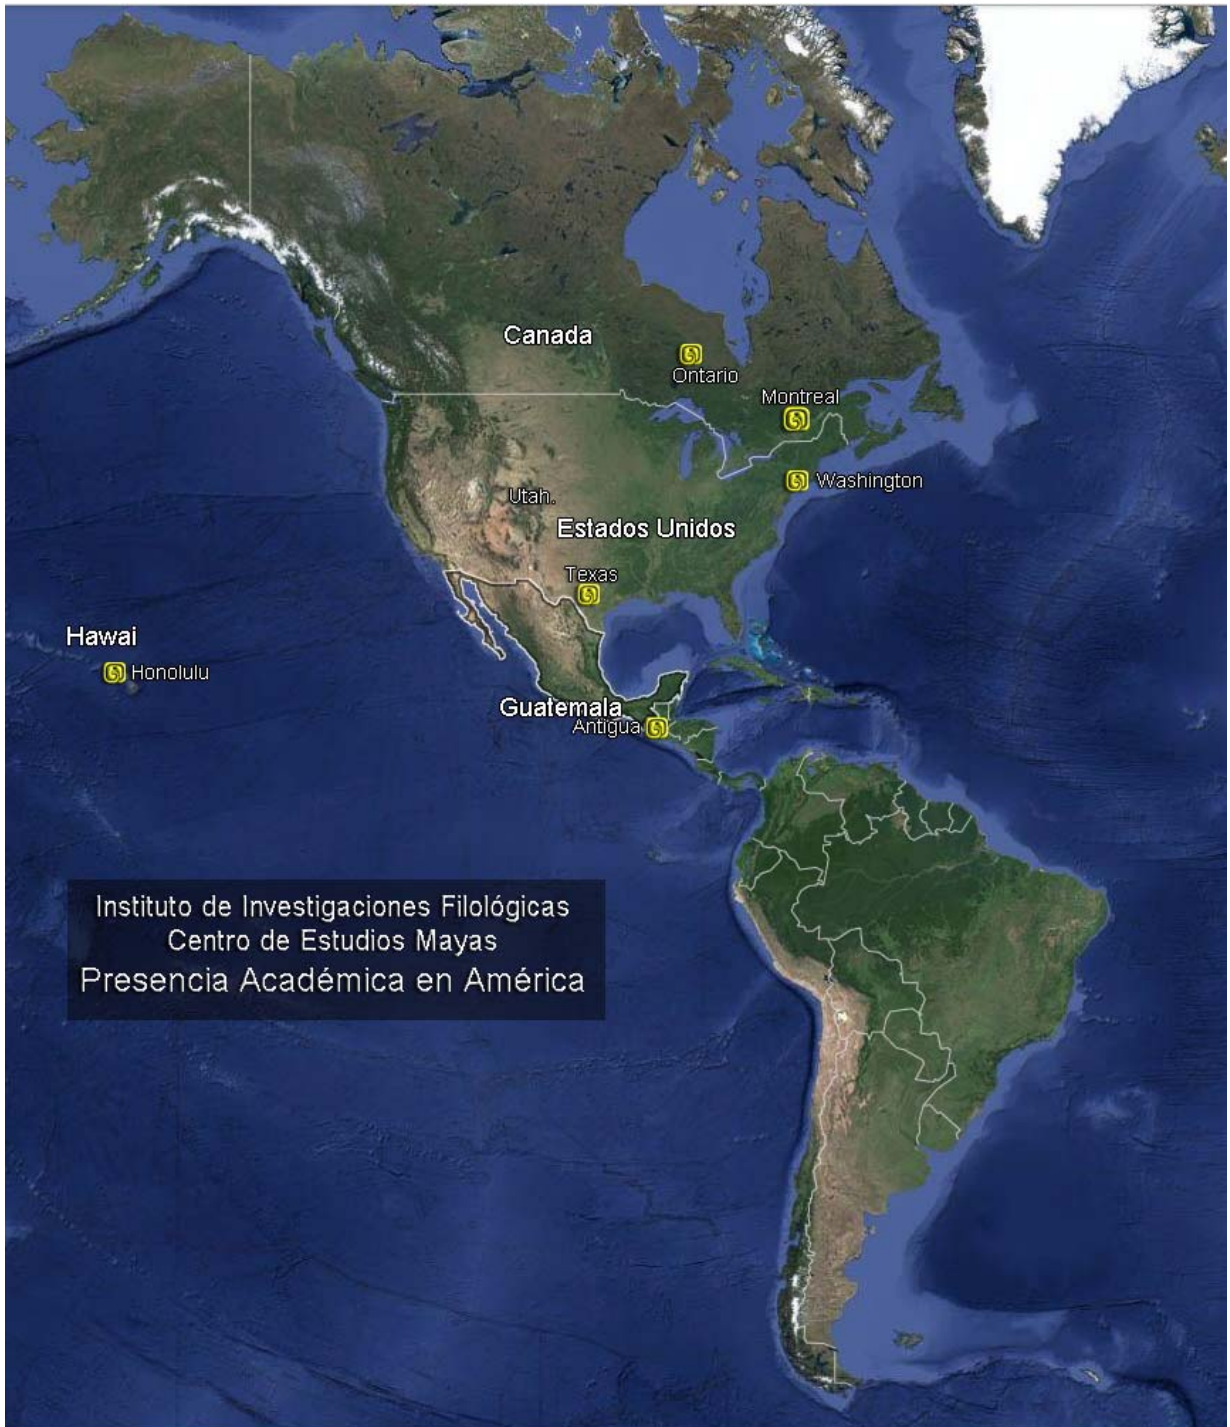 Canada
Ontario
Montreal
Washington
Utah.
Estados Unidos
Texas
Hawai
Honolulu
Guatemala
Antigua
Instituto de Investigaciones Filológicas
Centro de Estudios Mayas
Presencia Académica en América